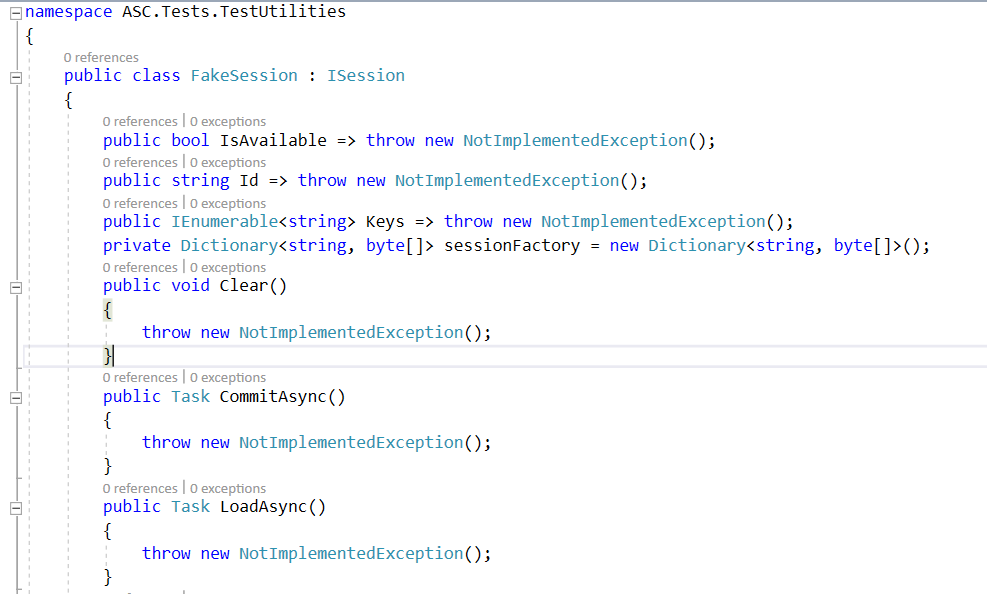 namespace ASC.Tests.TestUtilities
{
0 references
public class FakeSession : ISession
{
0 references | 0 exceptions
public bool IsAvailable => throw new NotImplementedException();
0 references | 0 exceptions
public string Id => throw new NotImplementedException();
0 references | 0 exceptions
public IEnumerable<string> Keys => throw new NotImplementedException();
private Dictionary<string, byte[]> sessionFactory = new Dictionary<string, byte[]>();
0 references | 0 exceptions
public void Clear()
{
throw new NotImplementedException();
}
0 references | 0 exceptions
public Task CommitAsync()
{
throw new NotImplementedException();
}
0 references | 0 exceptions
public Task LoadAsync()
{
throw new NotImplementedException();
}